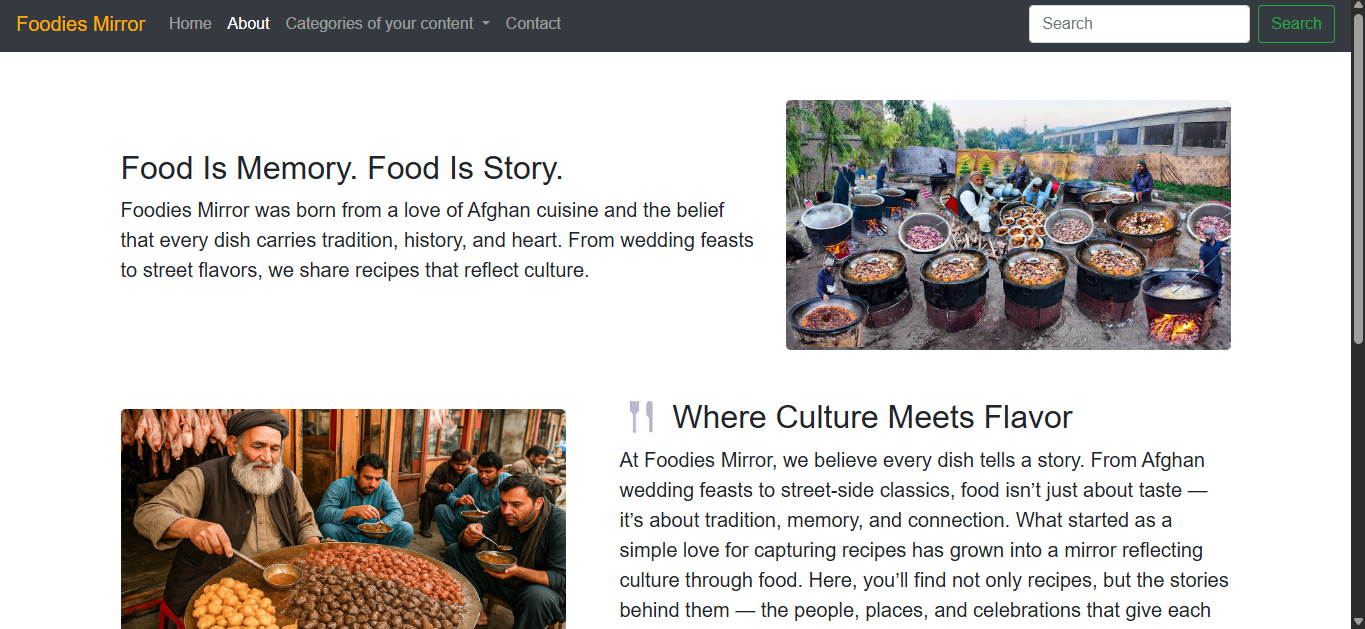 Foodies Mirror Home About Categories of your content Contact Search Search
Food Is Memory. Food Is Story.
Foodies Mirror was born from a love of Afghan cuisine and the belief
that every dish carries tradition, history, and heart. From wedding feasts
to street flavors, we share recipes that reflect culture.
🍴 Where Culture Meets Flavor
At Foodies Mirror, we believe every dish tells a story. From Afghan
wedding feasts to street-side classics, food isn’t just about taste —
it’s about tradition, memory, and connection. What started as a
simple love for capturing recipes has grown into a mirror reflecting
culture through food. Here, you’ll find not only recipes, but the stories
behind them — the people, places, and celebrations that give each